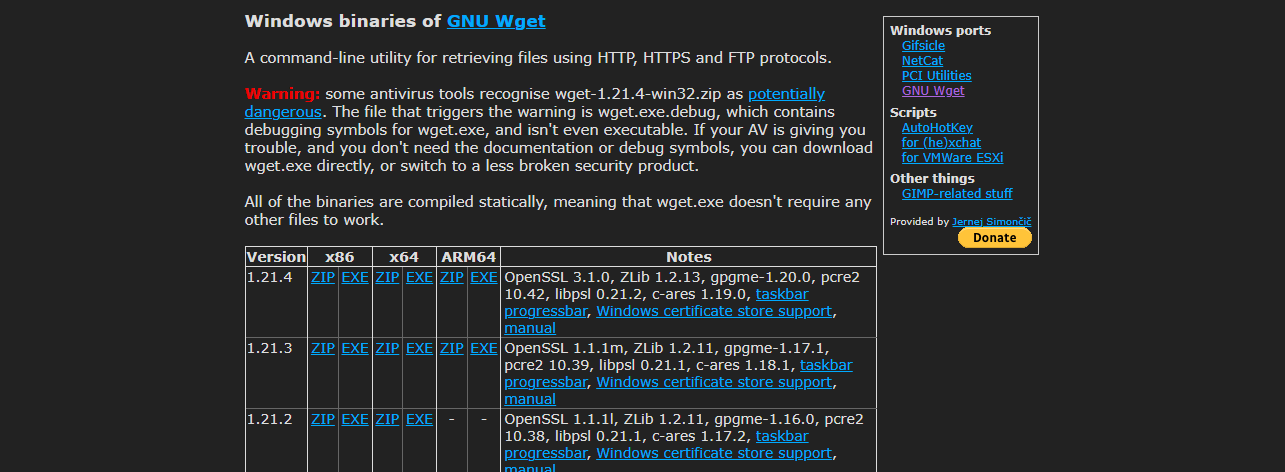 Windows binaries of GNU Wget
A command-line utility for retrieving files using HTTP, HTTPS and FTP protocols.
Warning: some antivirus tools recognise wget-1.21.4-win32.zip as potentially
dangerous. The file that triggers the warning is wget.exe.debug, which contains
debugging symbols for wget.exe, and isn't even executable. If your AV is giving you
trouble, and you don't need the documentation or debug symbols, you can download
wget.exe directly, or switch to a less broken security product.
All of the binaries are compiled statically, meaning that wget.exe doesn't require any
other files to work.
Version x86 x64 ARM64 Notes
1.21.4 ZIP EXE ZIP EXE ZIP EXE OpenSSL 3.1.0, ZLib 1.2.13, gpgme-1.20.0, pcre2
10.42, libpsl 0.21.2, c-ares 1.19.0, taskbar
progressbar, Windows certificate store support,
manual
1.21.3 ZIP EXE ZIP EXE ZIP EXE OpenSSL 1.1.1m, ZLib 1.2.11, gpgme-1.17.1,
pcre2 10.39, libpsl 0.21.1, c-ares 1.18.1, taskbar
progressbar, Windows certificate store support,
manual
1.21.2 ZIP EXE ZIP EXE - - OpenSSL 1.1.1l, ZLib 1.2.11, gpgme-1.16.0, pcre2
10.38, libpsl 0.21.1, c-ares 1.17.2, taskbar
progressbar, Windows certificate store support,
manual
Windows ports
Gifsicle
NetCat
PCI Utilities
GNU Wget
Scripts
AutoHotKey
for (he)xchat
for VMWare ESXi
Other things
GIMP-related stuff
Provided by Jernej Simončič
Donate